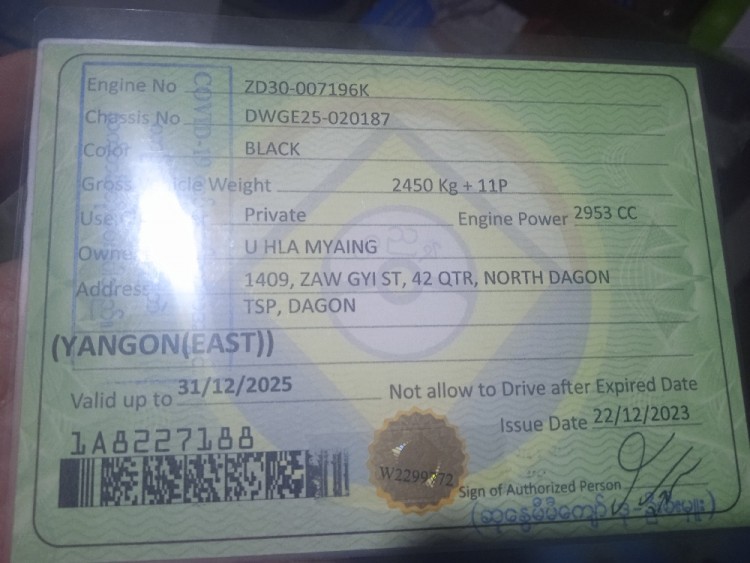 Engine No ZD30-007196K
Chassis No DWGE25-020187
Color BLACK
Gross Vehicle Weight 2450 Kg + 11P
Private Engine Power 2953 CC
U HLA MYAING
Address 1409, ZAW GYI ST, 42 QTR, NORTH DAGON
TSP, DAGON
(YANGON(EAST))
Valid up to 31/12/2025 Not allow to Drive after Expired Date
Issue Date 22/12/2023
1A8227188
Sign of Authorized Person
COVID-19